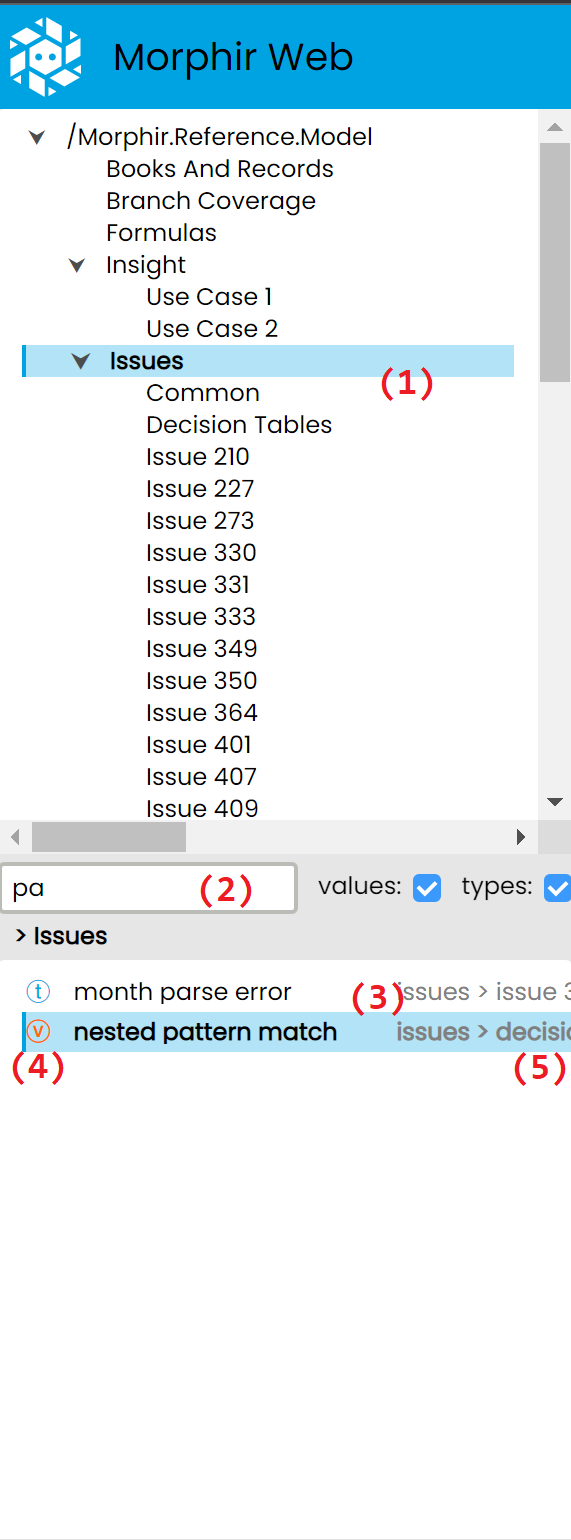 Morphir Web
/Morphir.Reference.Model
Books And Records
Branch Coverage
Formulas
Insight
Use Case 1
Use Case 2
Issues
(1)
Common
Decision Tables
Issue 210
Issue 227
Issue 273
Issue 330
Issue 331
Issue 333
Issue 349
Issue 350
Issue 364
Issue 401
Issue 407
Issue 409
pa (2) values: types:
> Issues
t month parse error (3) issues > issue 3
v nested pattern match issues > decisi
(4) (5)